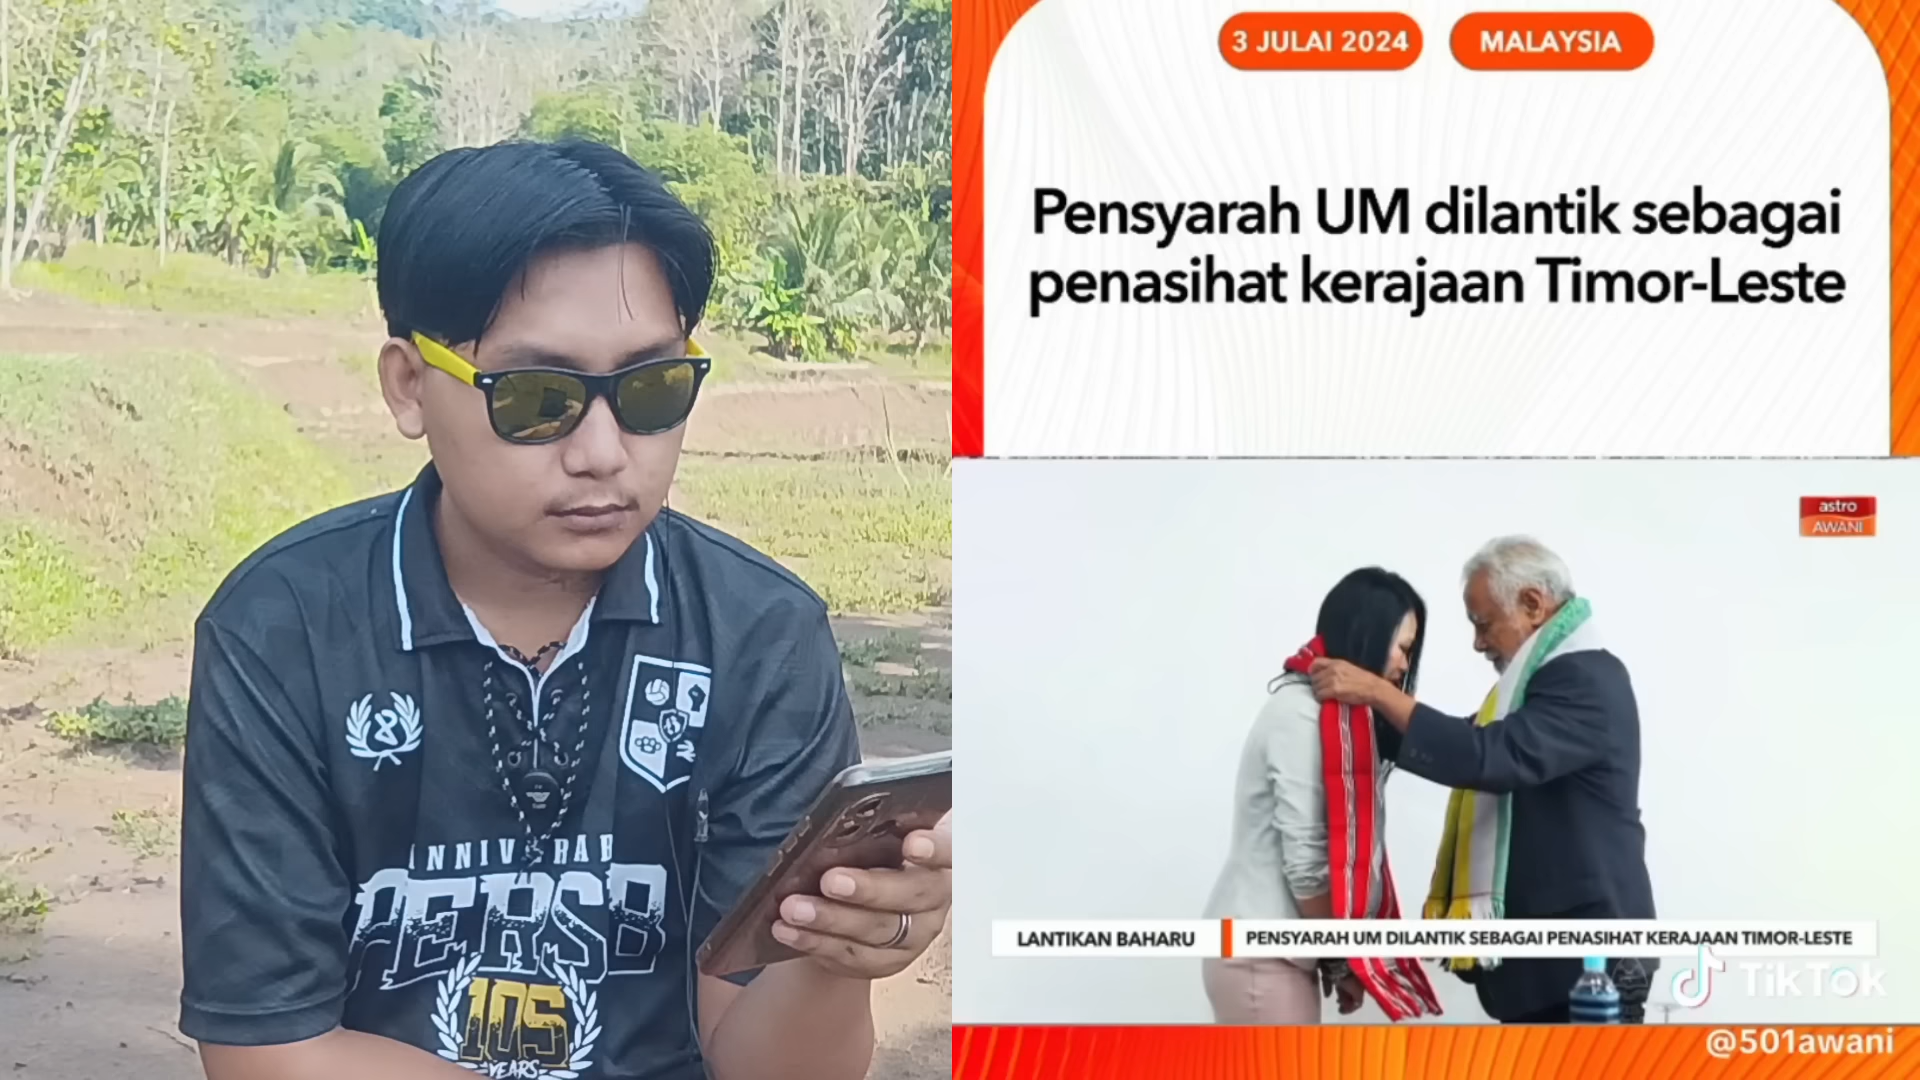 3 JULAI 2024
MALAYSIA
Pensyarah UM dilantik sebagai
penasihat kerajaan Timor-Leste
astro
AWANI
LANTIKAN BAHARU
PENSYARAH UM DILANTIK SEBAGAI PENASIHAT KERAJAAN TIMOR-LESTE
TikTok
@501awani
8
PERSB
105
YEARS